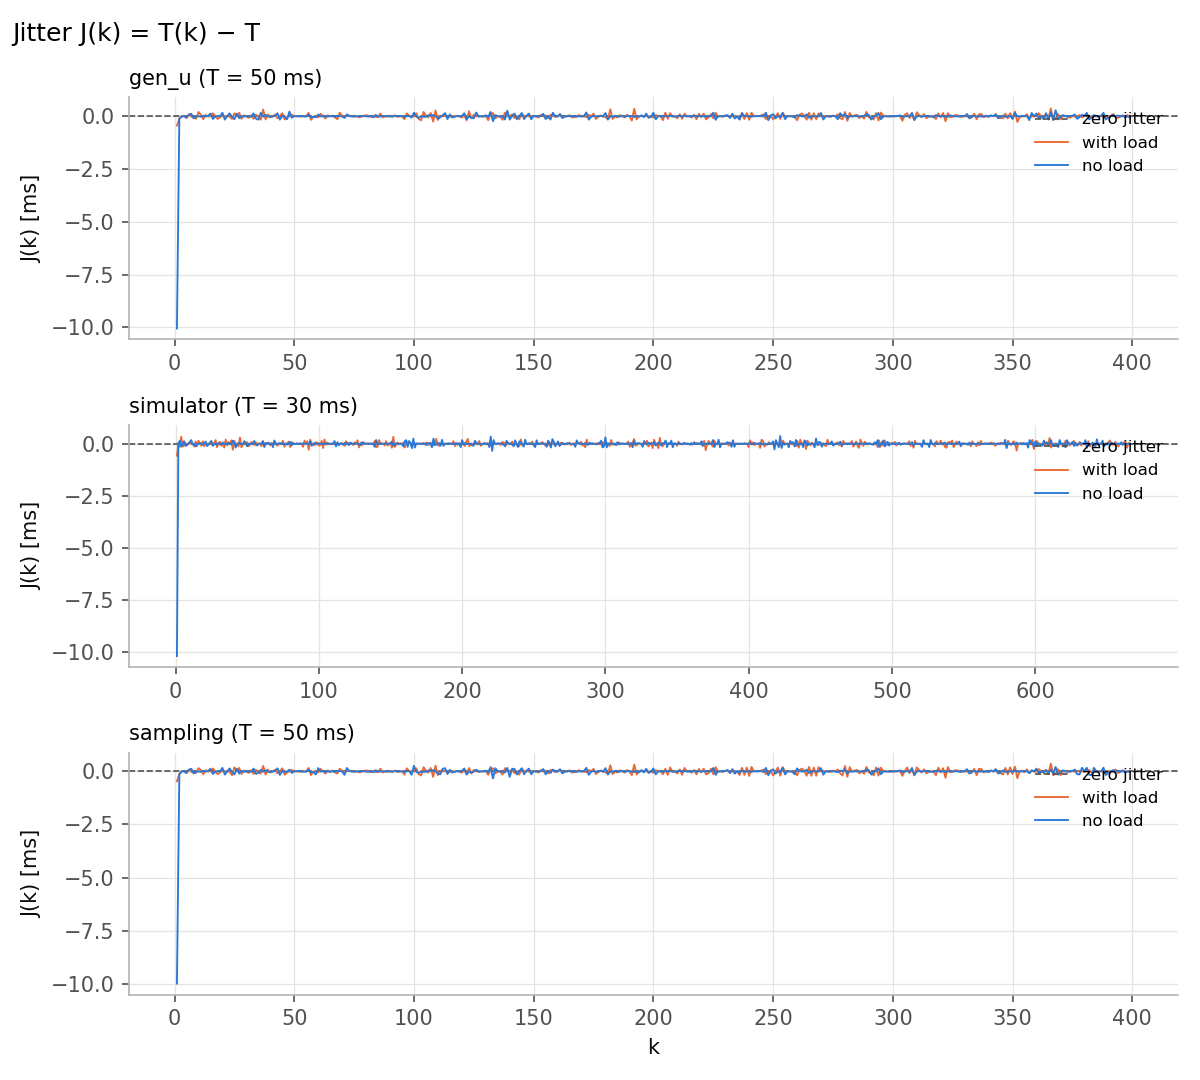 Jitter J(k) = T(k) − T
gen_u (T = 50 ms)
J(k) [ms]
0.0
−2.5
−5.0
−7.5
−10.0
zero jitter
with load
no load
0 50 100 150 200 250 300 350 400
simulator (T = 30 ms)
J(k) [ms]
0.0
−2.5
−5.0
−7.5
−10.0
zero jitter
with load
no load
0 100 200 300 400 500 600
sampling (T = 50 ms)
J(k) [ms]
0.0
−2.5
−5.0
−7.5
−10.0
zero jitter
with load
no load
0 50 100 150 200 250 300 350 400
k